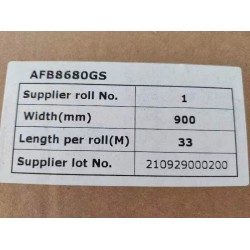 AFB8680GS
Supplier roll No. 1
Width(mm) 900
Length per roll(M) 33
Supplier lot No. 210929000200